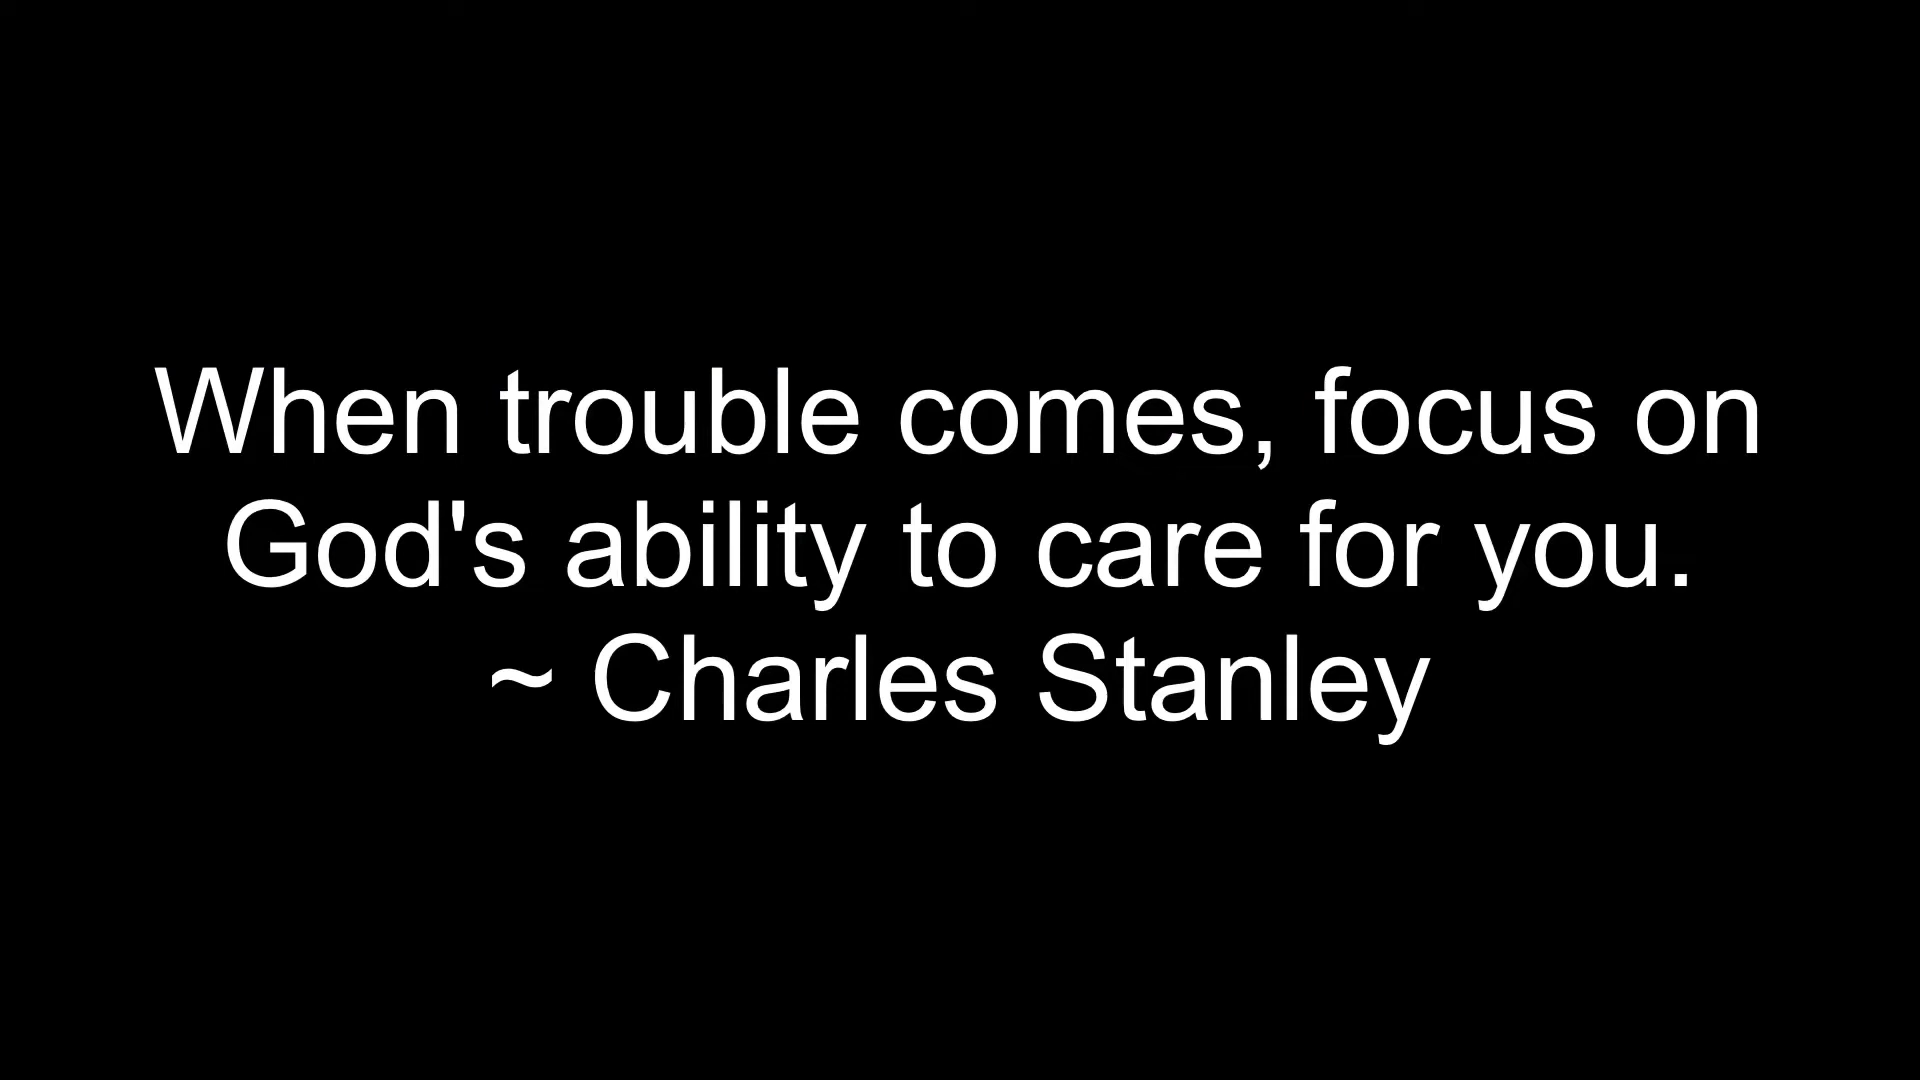 When trouble comes, focus on
God's ability to care for you.
~ Charles Stanley